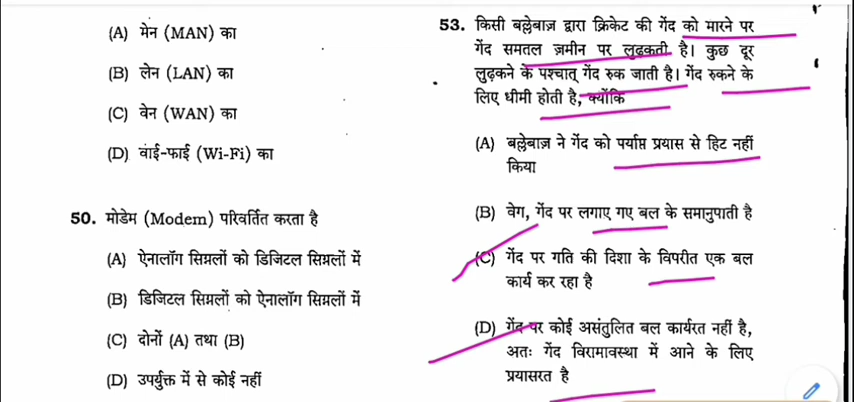 (A) मेन (MAN) का
(B) लेन (LAN) का
(C) वेन (WAN) का
(D) वाई-फाई (Wi-Fi) का
50. मोडेम (Modem) परिवर्तित करता है
(A) ऐनालॉग सिग्नलों को डिजिटल सिग्नलों में
(B) डिजिटल सिग्नलों को ऐनालॉग सिग्नलों में
(C) दोनों (A) तथा (B)
(D) उपर्युक्त में से कोई नहीं
53. किसी बल्लेबाज़ द्वारा क्रिकेट की गेंद को मारने पर
गेंद समतल ज़मीन पर लुढ़कती है। कुछ दूर
लुढ़कने के पश्चात् गेंद रुक जाती है। गेंद रुकने के
लिए धीमी होती है, क्योंकि
(A) बल्लेबाज़ ने गेंद को पर्याप्त प्रयास से हिट नहीं
किया
(B) वेग, गेंद पर लगाए गए बल के समानुपाती है
(C) गेंद पर गति की दिशा के विपरीत एक बल
कार्य कर रहा है
(D) गेंद पर कोई असंतुलित बल कार्यरत नहीं है,
अतः गेंद विरामावस्था में आने के लिए
प्रयासरत है